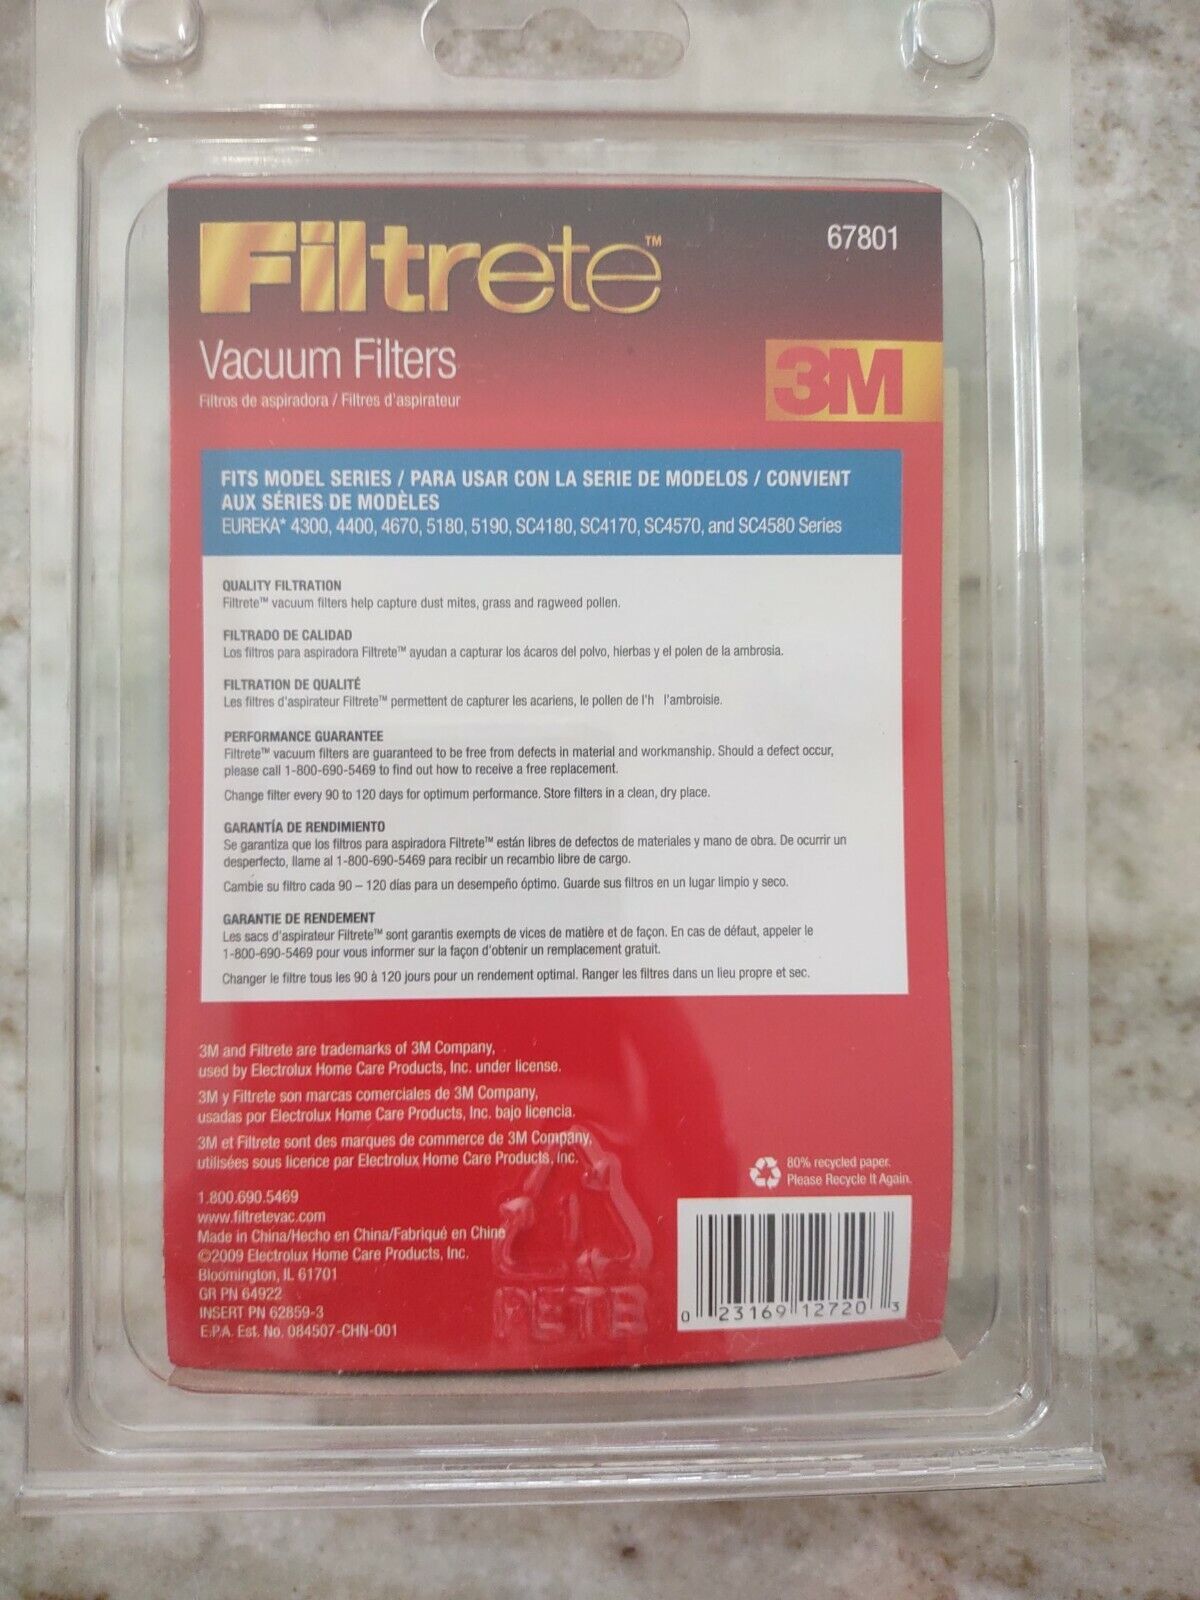 Filtrete™
67801
Vacuum Filters
3M
Filtros de aspiradora / Filtres d'aspirateur
FITS MODEL SERIES / PARA USAR CON LA SERIE DE MODELOS / CONVIENT
AUX SÉRIES DE MODÈLES
EUREKA* 4300, 4400, 4670, 5180, 5190, SC4180, SC4170, SC4570, and SC4580 Series
QUALITY FILTRATION
Filtrete™ vacuum filters help capture dust mites, grass and ragweed pollen.
FILTRADO DE CALIDAD
Los filtros para aspiradora Filtrete™ ayudan a capturar los ácaros del polvo, hierbas y el polen de la ambrosia.
FILTRATION DE QUALITÉ
Les filtres d'aspirateur Filtrete™ permettent de capturer les acariens, le pollen de l'h l'ambroisie.
PERFORMANCE GUARANTEE
Filtrete™ vacuum filters are guaranteed to be free from defects in material and workmanship. Should a defect occur,
please call 1-800-690-5469 to find out how to receive a free replacement.
Change filter every 90 to 120 days for optimum performance. Store filters in a clean, dry place.
GARANTÍA DE RENDIMIENTO
Se garantiza que los filtros para aspiradora Filtrete™ están libres de defectos de materiales y mano de obra. De ocurrir un
desperfecto, llame al 1-800-690-5469 para recibir un recambio libre de cargo.
Cambie su filtro cada 90 – 120 días para un desempeño óptimo. Guarde sus filtros en un lugar limpio y seco.
GARANTIE DE RENDEMENT
Les sacs d'aspirateur Filtrete™ sont garantis exempts de vices de matière et de façon. En cas de défaut, appeler le
1-800-690-5469 pour vous informer sur la façon d'obtenir un remplacement gratuit.
Changer le filtre tous les 90 à 120 jours pour un rendement optimal. Ranger les filtres dans un lieu propre et sec.
3M and Filtrete are trademarks of 3M Company,
used by Electrolux Home Care Products, Inc. under license.
3M y Filtrete son marcas comerciales de 3M Company,
usadas por Electrolux Home Care Products, Inc. bajo licencia.
3M et Filtrete sont des marques de commerce de 3M Company,
utilisées sous licence par Electrolux Home Care Products, Inc.
80% recycled paper.
Please Recycle It Again.
1.800.690.5469
www.filtretevac.com
Made in China/Hecho en China/Fabriqué en Chine
©2009 Electrolux Home Care Products, Inc.
Bloomington, IL 61701
GR PN 64922
INSERT PN 62859-3
E.P.A. Est. No. 084507-CHN-001
1
PETE
0 23169 12720 3